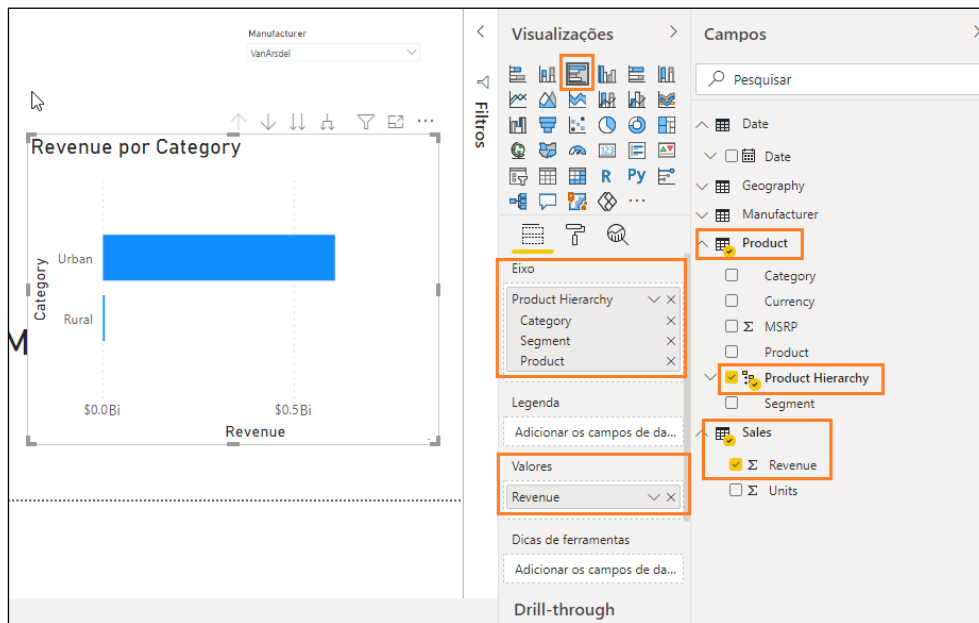 Manufacturer
VanArsdel
Revenue por Category
Category
Urban
Rural
M
$0.0Bi
$0.5Bi
Revenue
Filtros
Visualizações
123
R
Py
Eixo
Product Hierarchy
Category
Segment
Product
Legenda
Adicionar os campos de da...
Valores
Revenue
Dicas de ferramentas
Adicionar os campos de da...
Drill-through
Campos
Pesquisar
Date
Date
Geography
Manufacturer
Product
Category
Currency
Σ MSRP
Product
Product Hierarchy
Segment
Sales
Σ Revenue
Σ Units